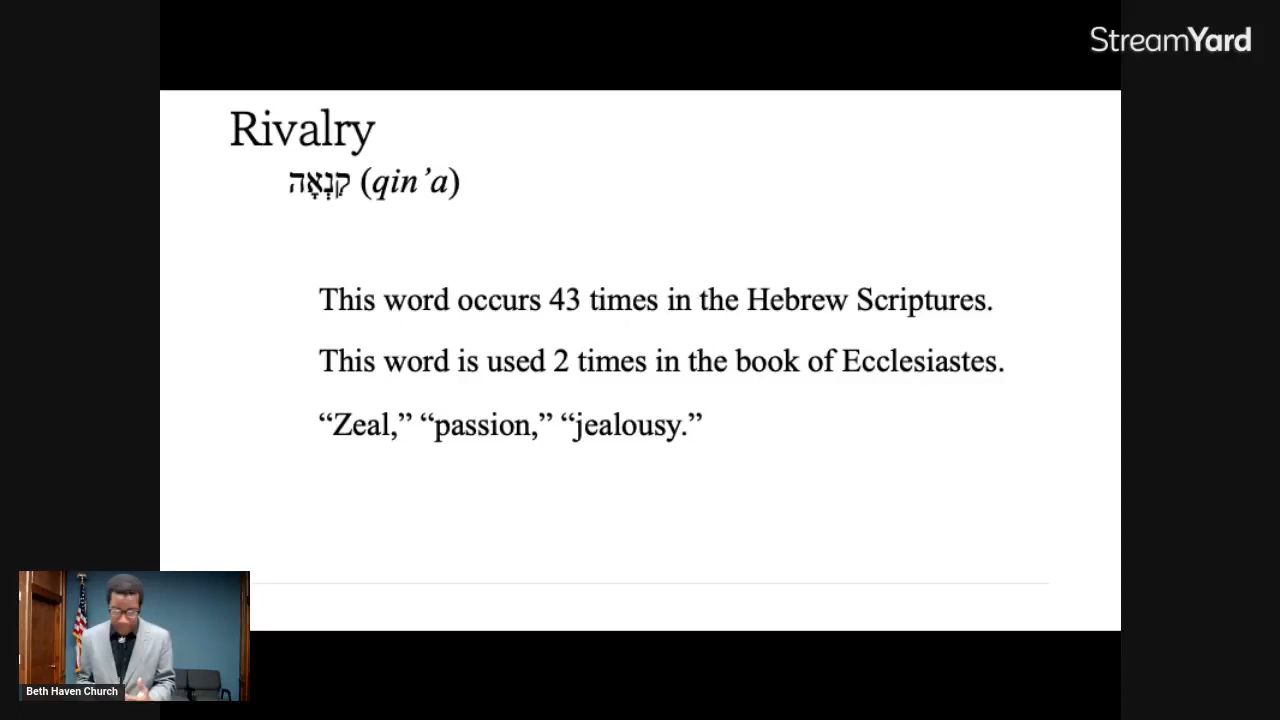 StreamYard
Rivalry
קִנְאָה (qin’a)
This word occurs 43 times in the Hebrew Scriptures.
This word is used 2 times in the book of Ecclesiastes.
“Zeal,” “passion,” “jealousy.”
Beth Haven Church